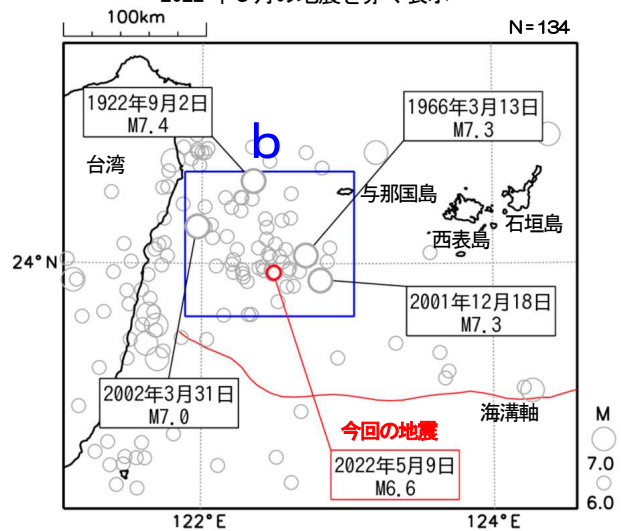 100km
N=134
1922年9月2日
M7.4
b
1966年3月13日
M7.3
台湾
与那国島
西表島
石垣島
24°N
2001年12月18日
M7.3
2002年3月31日
M7.0
海溝軸
今回の地震
2022年5月9日
M6.6
M
7.0
6.0
122°E
124°E